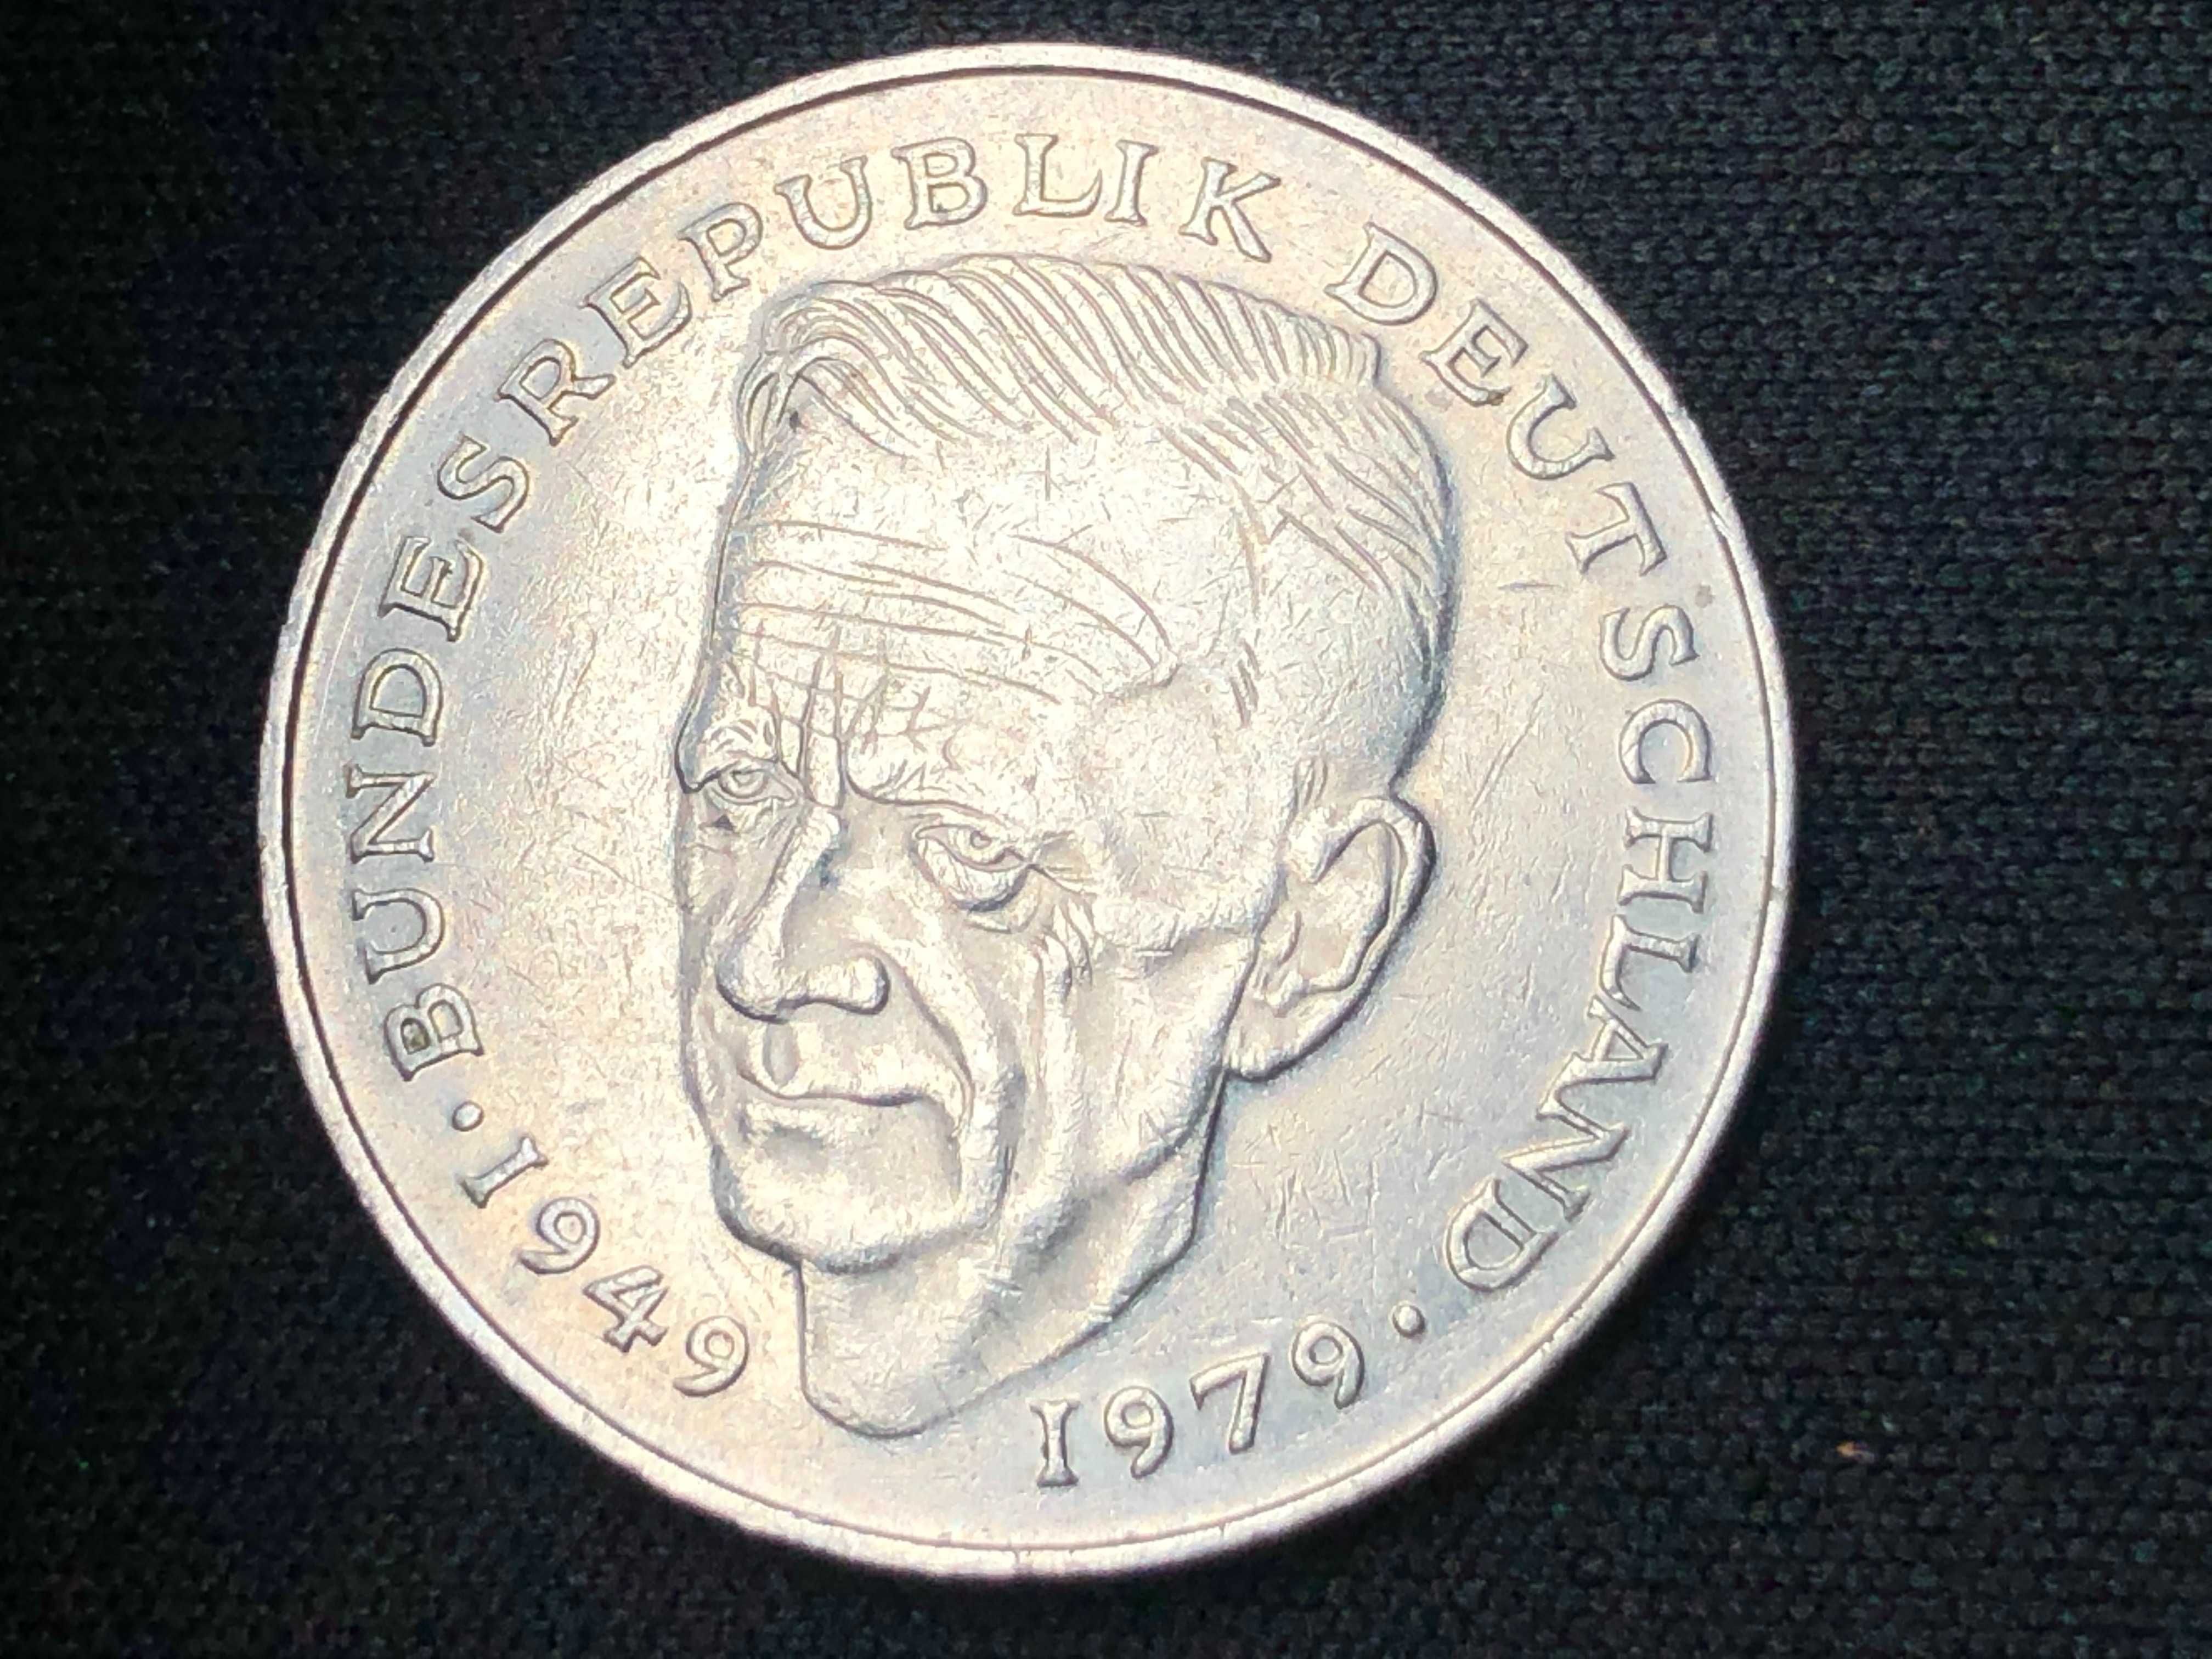 BUNDESREPUBLIK DEUTSCHLAND
· 1949
1979 ·